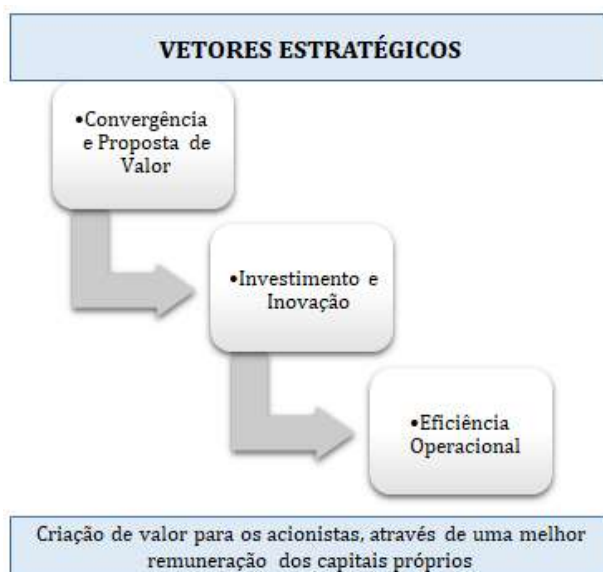 VETORES ESTRATÉGICOS
•Convergência
e Proposta de
Valor
•Investimento e
Inovação
•Eficiência
Operacional
Criação de valor para os acionistas, através de uma melhor
remuneração dos capitais próprios